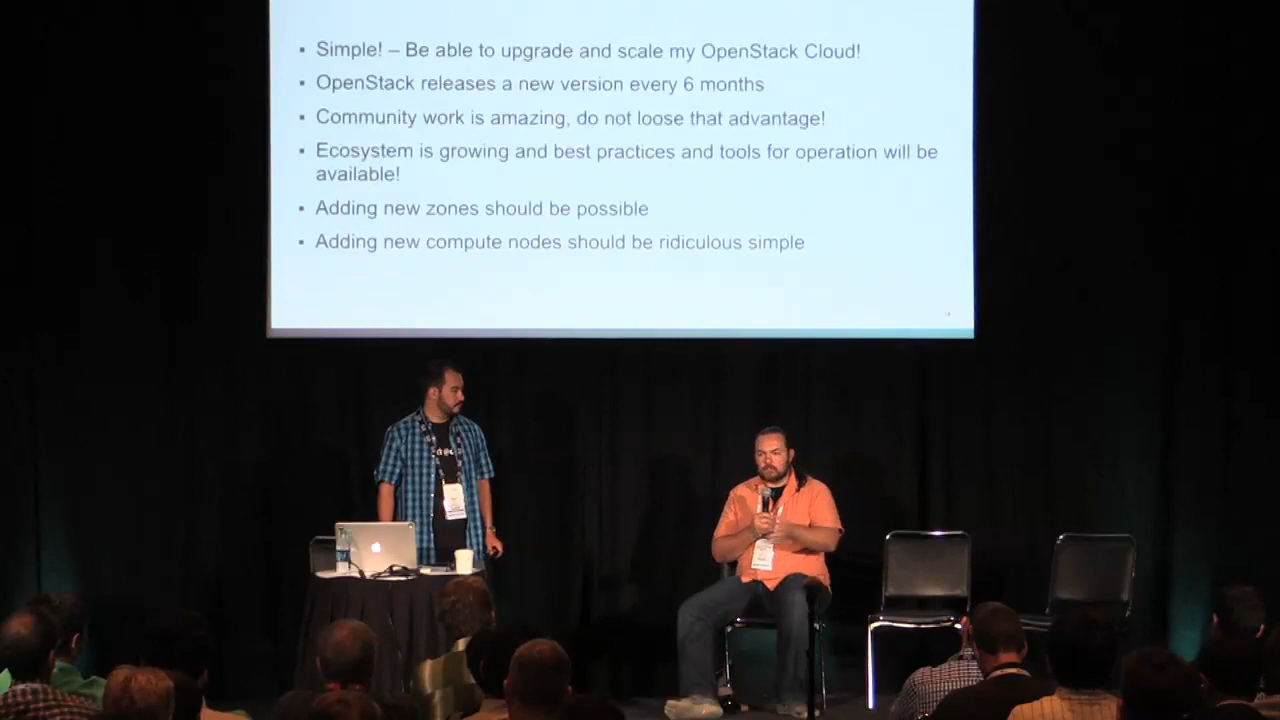 ▪ Simple! – Be able to upgrade and scale my OpenStack Cloud!
▪ OpenStack releases a new version every 6 months
▪ Community work is amazing, do not loose that advantage!
▪ Ecosystem is growing and best practices and tools for operation will be
available!
▪ Adding new zones should be possible
▪ Adding new compute nodes should be ridiculous simple